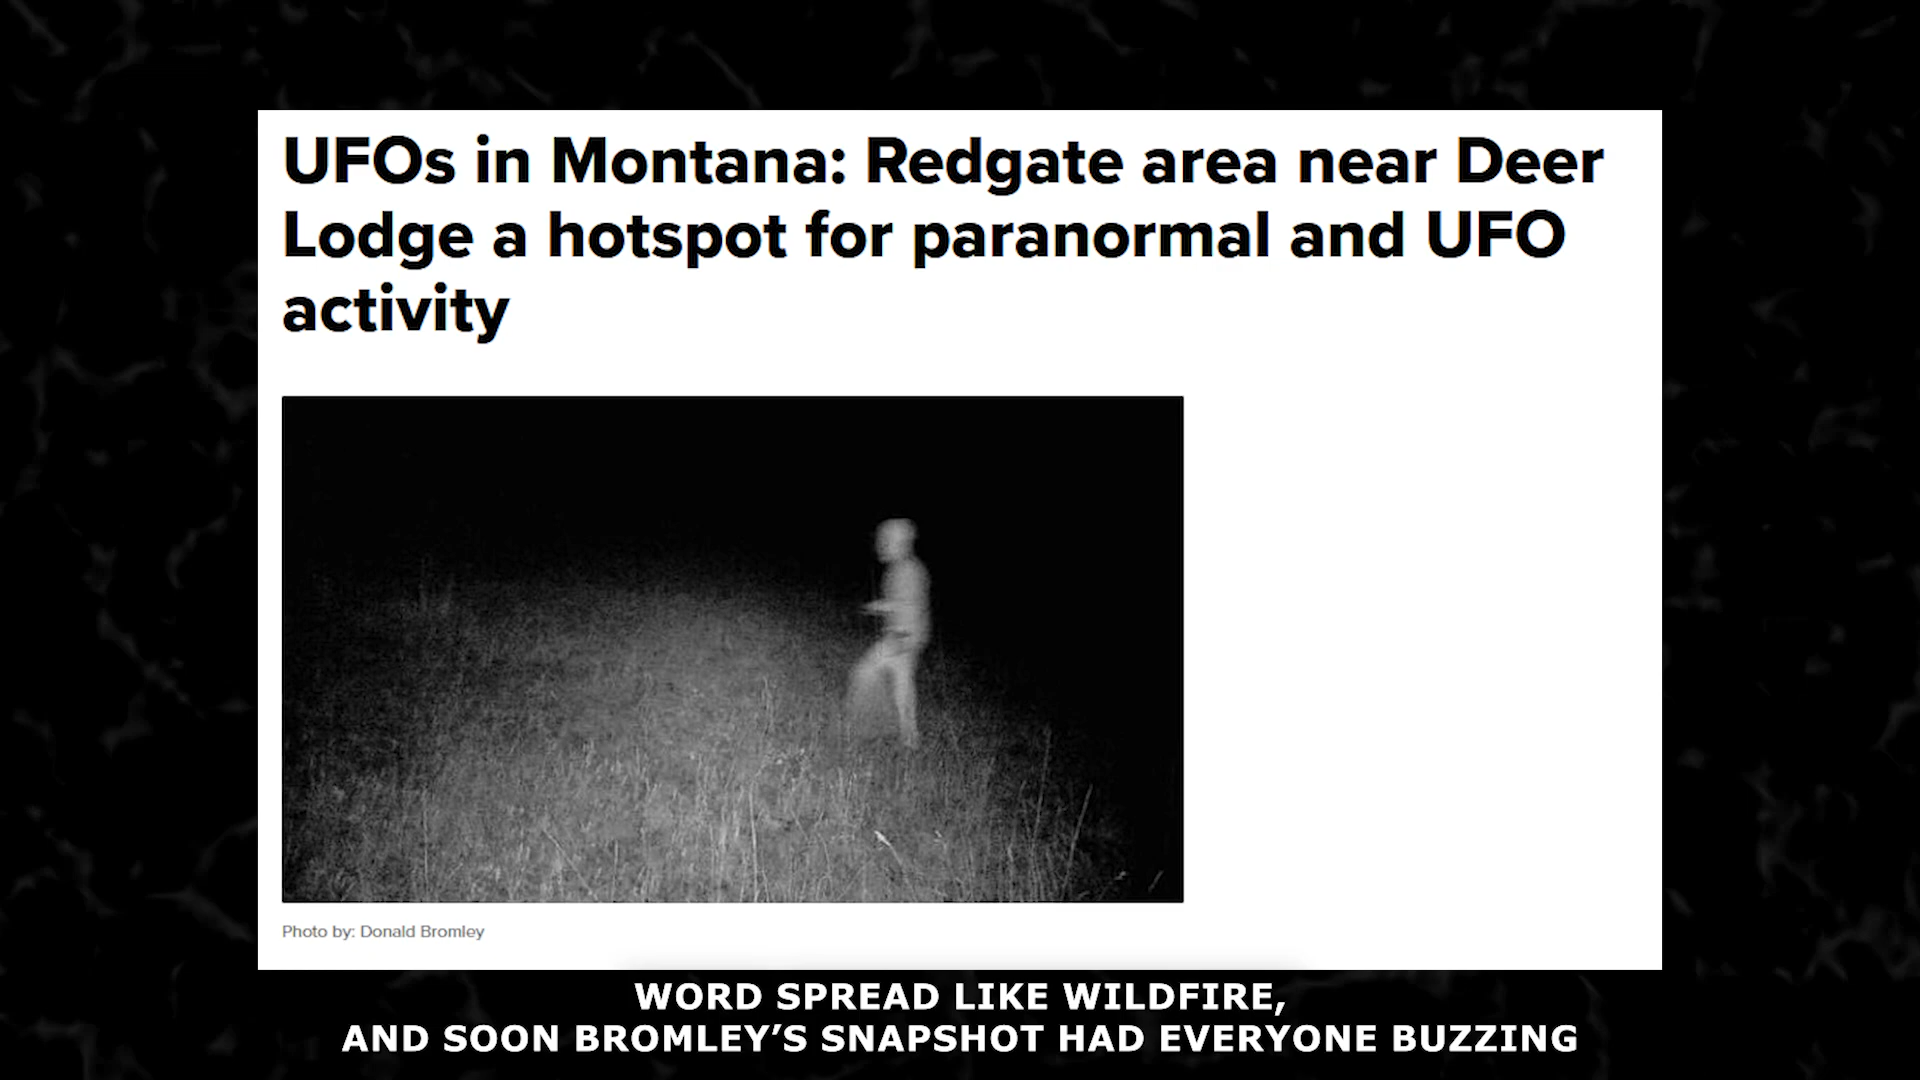 UFOs in Montana: Redgate area near Deer
Lodge a hotspot for paranormal and UFO
activity
Photo by: Donald Bromley
WORD SPREAD LIKE WILDFIRE,
AND SOON BROMLEY’S SNAPSHOT HAD EVERYONE BUZZING